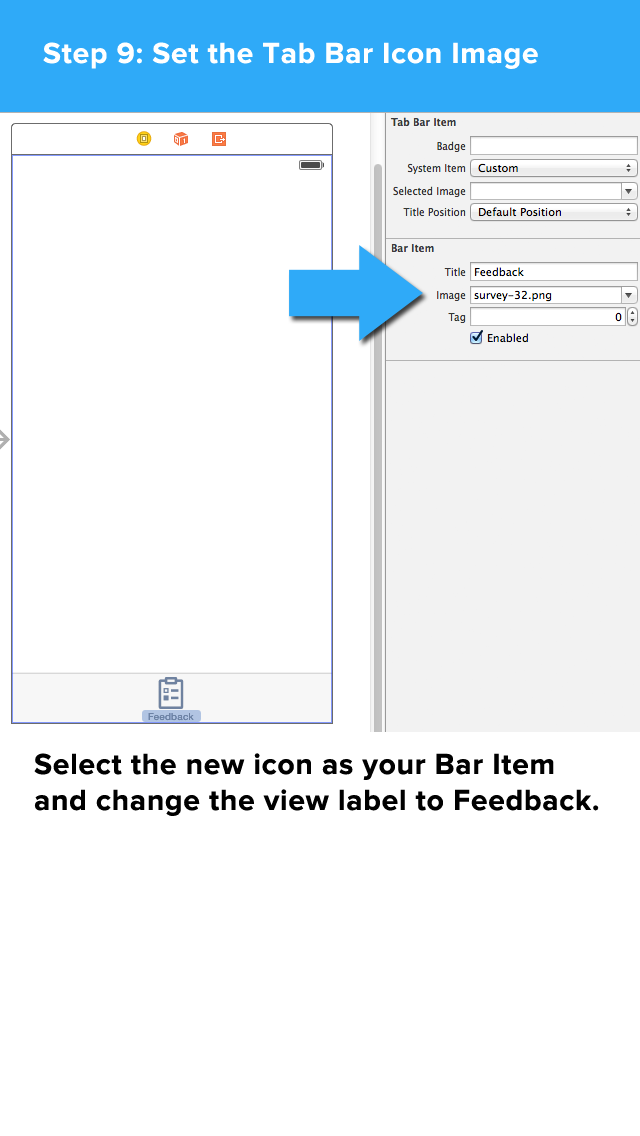 Step 9: Set the Tab Bar Icon Image
Tab Bar Item
Badge
System Item Custom
Selected Image
Title Position Default Position
Bar Item
Title Feedback
Image survey-32.png
Tag 0
Enabled
Feedback
Select the new icon as your Bar Item
and change the view label to Feedback.